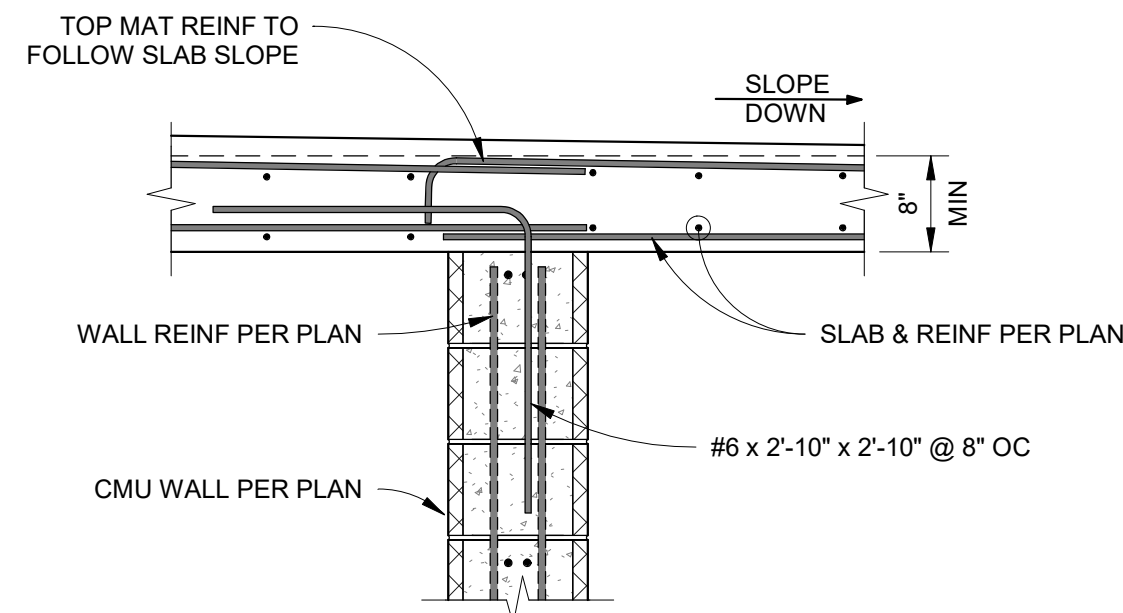 TOP MAT REINF TO
FOLLOW SLAB SLOPE
SLOPE
DOWN
8"
MIN
WALL REINF PER PLAN
SLAB & REINF PER PLAN
#6 x 2'-10" x 2'-10" @ 8" OC
CMU WALL PER PLAN